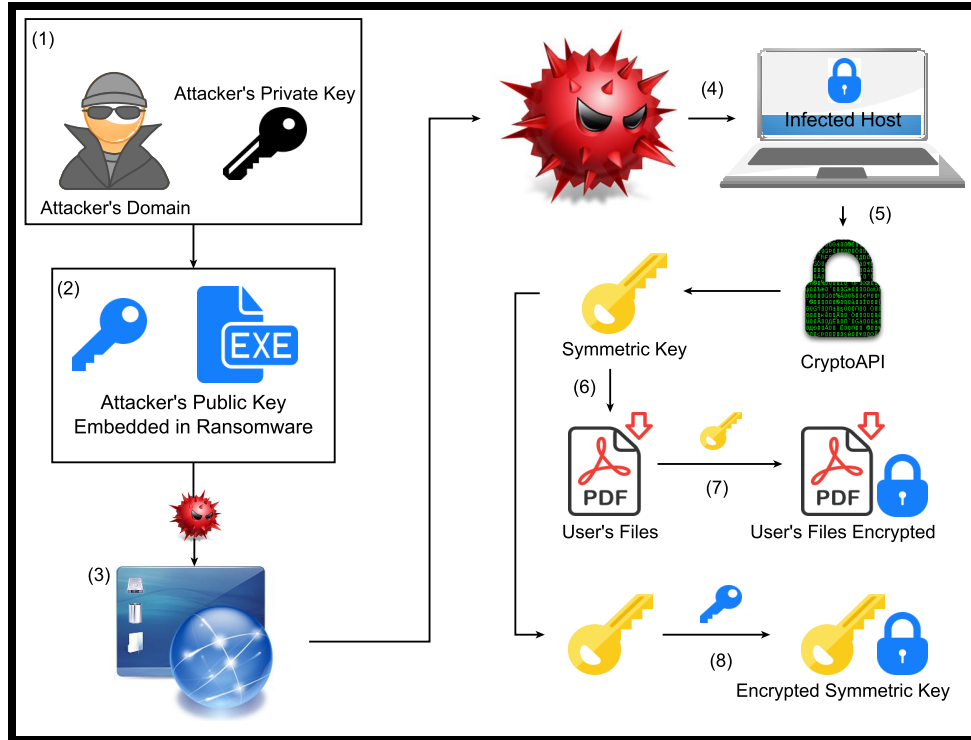 (1)
Attacker's Private Key
Attacker's Domain
(2)
EXE
Attacker's Public Key
Embedded in Ransomware
(3)
(4)
Infected Host
(5)
CryptoAPI
Symmetric Key
(6)
PDF
User's Files
(7)
PDF
User's Files Encrypted
(8)
Encrypted Symmetric Key